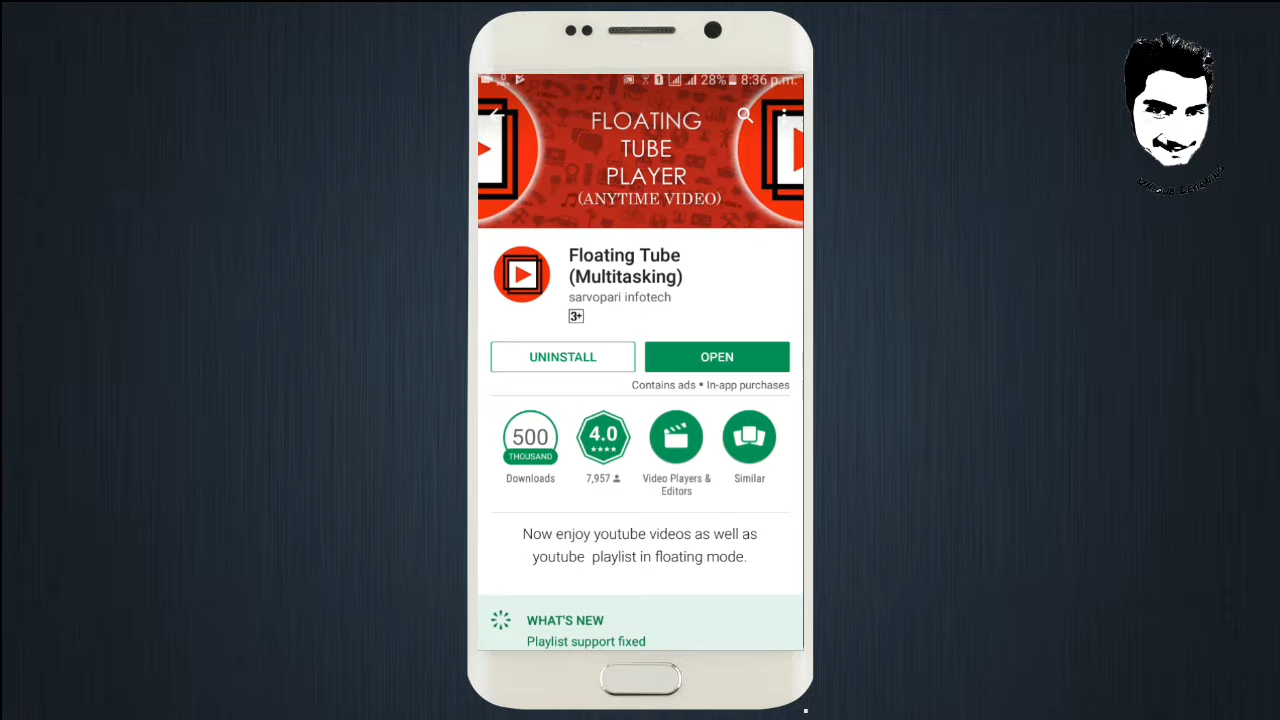 28% 8:36 p.m.
FLOATING
TUBE
PLAYER
(ANYTIME VIDEO)
Floating Tube
(Multitasking)
sarvopari infotech
3+
UNINSTALL
OPEN
Contains ads • In-app purchases
500
THOUSAND
Downloads
4.0
7,957
Video Players &
Editors
Similar
Now enjoy youtube videos as well as
youtube playlist in floating mode.
WHAT'S NEW
Playlist support fixed